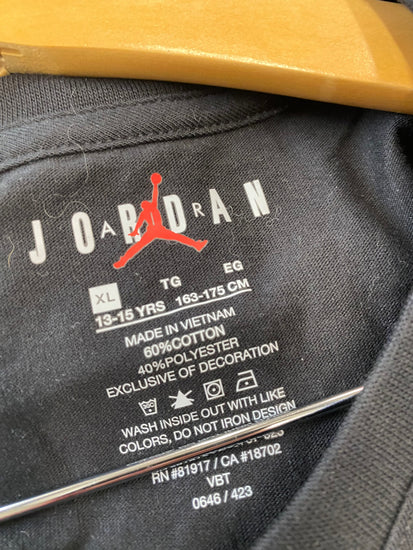 JORDAN
AIR
XL TG EG
13-15 YRS 163-175 CM
MADE IN VIETNAM
60%COTTON
40%POLYESTER
EXCLUSIVE OF DECORATION
WASH INSIDE OUT WITH LIKE
COLORS, DO NOT IRON DESIGN
RN #81917 / CA #18702
VBT
0646 / 423